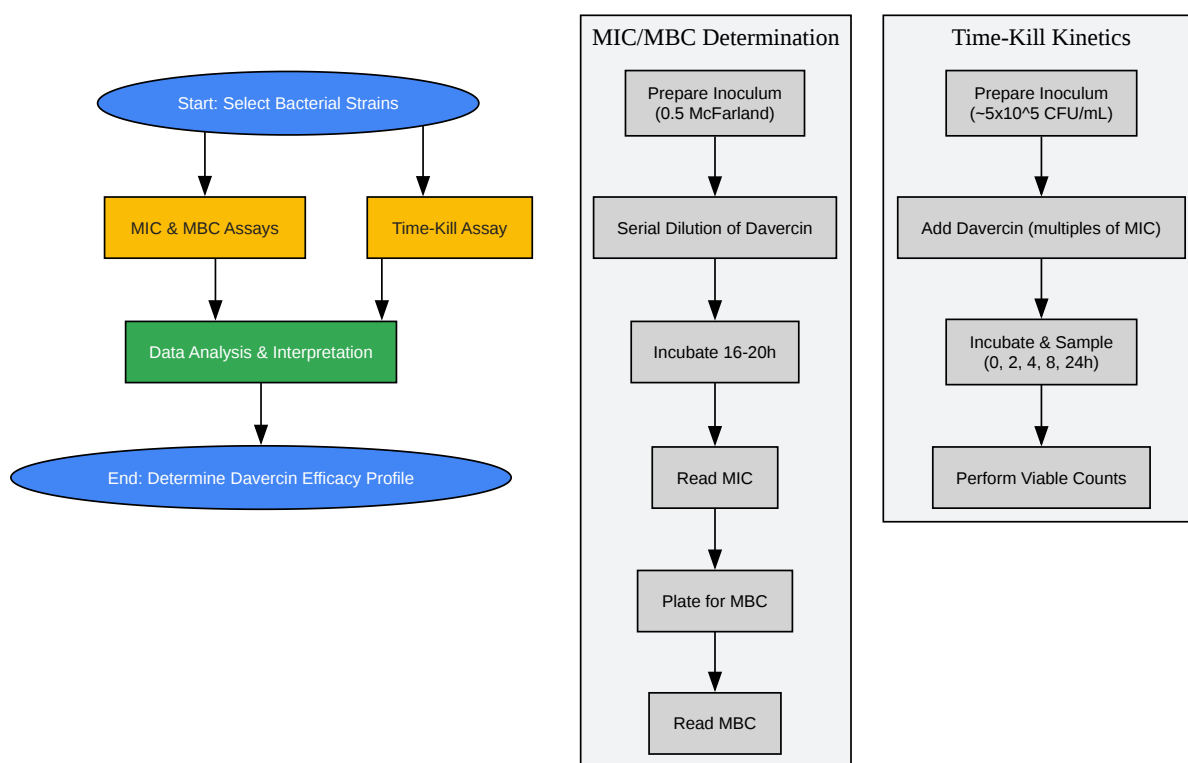 Start: Select Bacterial Strains
MIC & MBC Assays
Time-Kill Assay
Data Analysis & Interpretation
End: Determine Davercin Efficacy Profile
MIC/MBC Determination
Prepare Inoculum
(0.5 McFarland)
Serial Dilution of Davercin
Incubate 16-20h
Read MIC
Plate for MBC
Read MBC
Time-Kill Kinetics
Prepare Inoculum
(~5x10^5 CFU/mL)
Add Davercin (multiples of MIC)
Incubate & Sample
(0, 2, 4, 8, 24h)
Perform Viable Counts